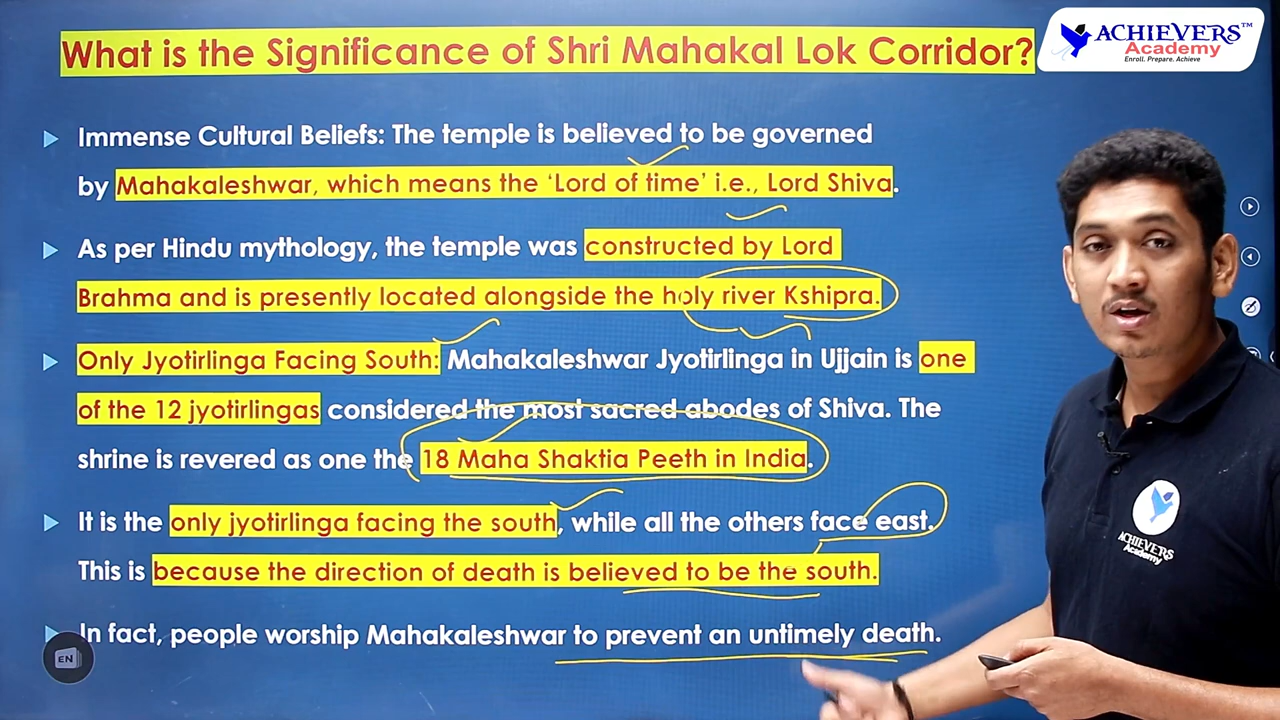 What is the Significance of Shri Mahakal Lok Corridor?
ACHIEVERS™
Academy
Enroll. Prepare. Achieve
Immense Cultural Beliefs: The temple is believed to be governed
by Mahakaleshwar, which means the ‘Lord of time’ i.e., Lord Shiva.
As per Hindu mythology, the temple was constructed by Lord
Brahma and is presently located alongside the holy river Kshipra.
Only Jyotirlinga Facing South: Mahakaleshwar Jyotirlinga in Ujjain is one
of the 12 jyotirlingas considered the most sacred abodes of Shiva. The
shrine is revered as one the 18 Maha Shaktia Peeth in India.
It is the only jyotirlinga facing the south, while all the others face east.
This is because the direction of death is believed to be the south.
In fact, people worship Mahakaleshwar to prevent an untimely death.
EN
ACHIEVERS
Academy